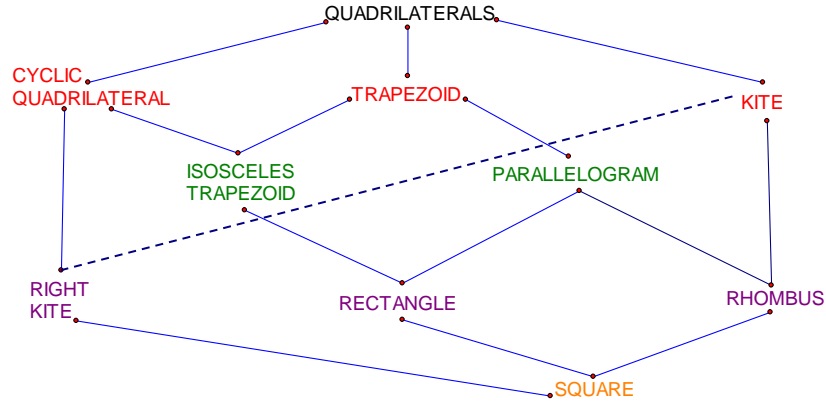 QUADRILATERALS
CYCLIC
QUADRILATERAL
TRAPEZOID
KITE
ISOSCELES
TRAPEZOID
PARALLELOGRAM
RIGHT
KITE
RECTANGLE
RHOMBUS
SQUARE